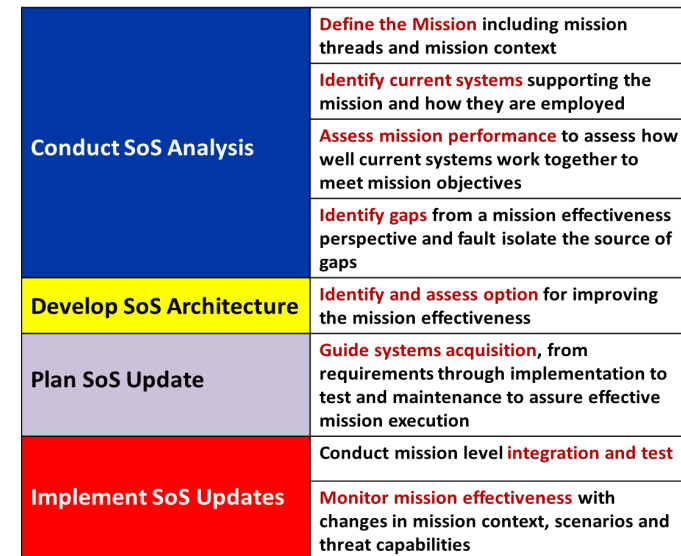 Conduct SoS Analysis
Define the Mission including mission
threads and mission context
Identify current systems supporting the
mission and how they are employed
Assess mission performance to assess how
well current systems work together to
meet mission objectives
Identify gaps from a mission effectiveness
perspective and fault isolate the source of
gaps
Develop SoS Architecture
Identify and assess option for improving
the mission effectiveness
Plan SoS Update
Guide systems acquisition, from
requirements through implementation to
test and maintenance to assure effective
mission execution
Implement SoS Updates
Conduct mission level integration and test
Monitor mission effectiveness with
changes in mission context, scenarios and
threat capabilities